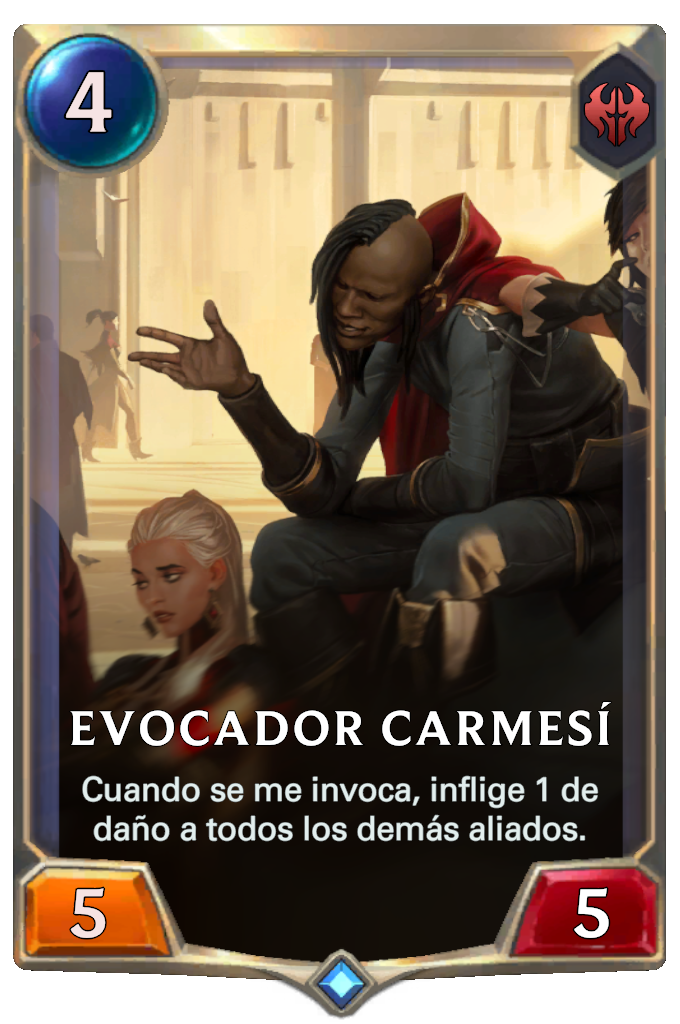 4
EVOCADOR CARMESÍ
Cuando se me invoca, inflige 1 de
daño a todos los demás aliados.
5 5